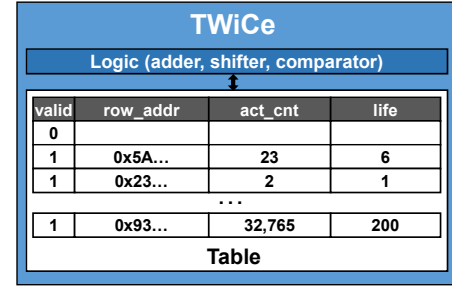 TWiCe
Logic (adder, shifter, comparator)
valid row_addr act_cnt life
0
1 0x5A... 23 6
1 0x23... 2 1
...
1 0x93... 32,765 200
Table